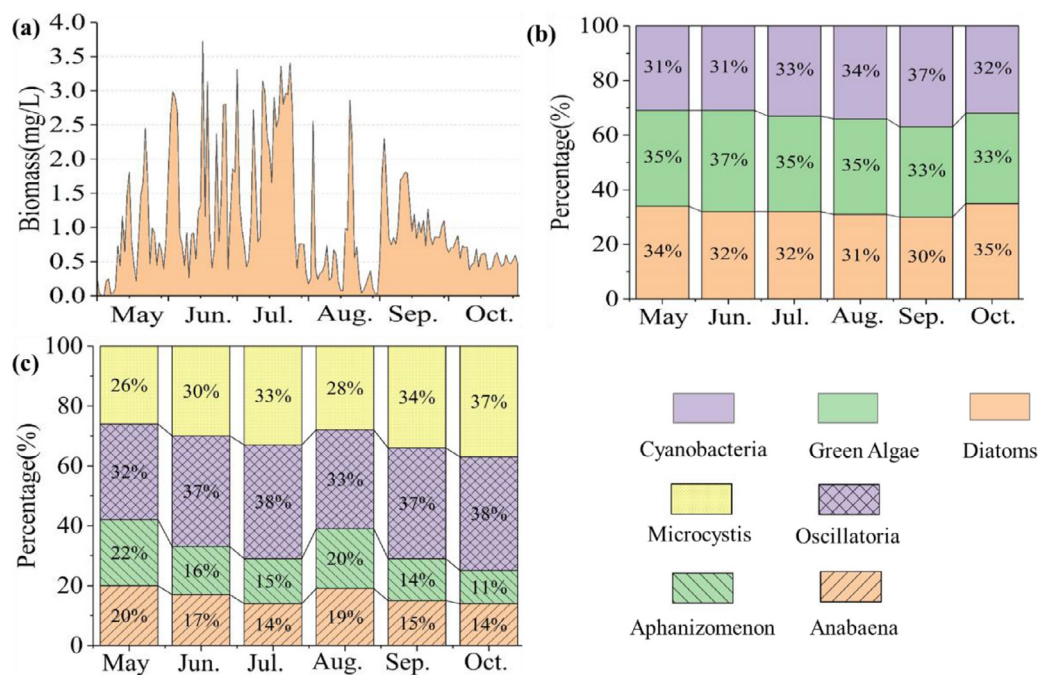 (a)
Biomass(mg/L)
4.0
3.5
3.0
2.5
2.0
1.5
1.0
0.5
0.0
May Jun. Jul. Aug. Sep. Oct.
(b)
Percentage(%)
100
80
60
40
20
0
31% 31% 33% 34% 37% 32%
35% 37% 35% 35% 33% 33%
34% 32% 32% 31% 30% 35%
May Jun. Jul. Aug. Sep. Oct.
(c)
Percentage(%)
100
80
60
40
20
0
26% 30% 33% 28% 34% 37%
32% 37% 38% 33% 37% 38%
22% 16% 15% 20% 14% 11%
20% 17% 14% 19% 15% 14%
May Jun. Jul. Aug. Sep. Oct.
Cyanobacteria Green Algae Diatoms
Microcystis Oscillatoria
Aphanizomenon Anabaena